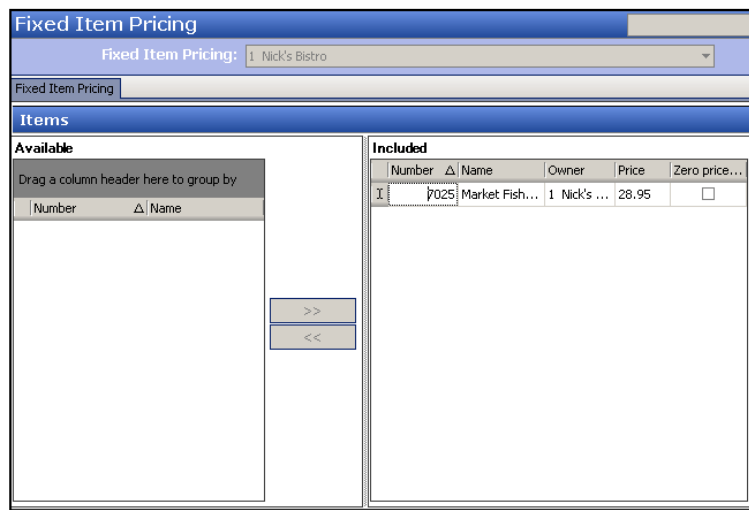 Fixed Item Pricing
Fixed Item Pricing: 1 Nick's Bistro
Fixed Item Pricing
Items
Available
Drag a column header here to group by
Number Name
>>
<<
Included
Number Name Owner Price Zero price...
7025 Market Fish... 1 Nick's ... 28.95